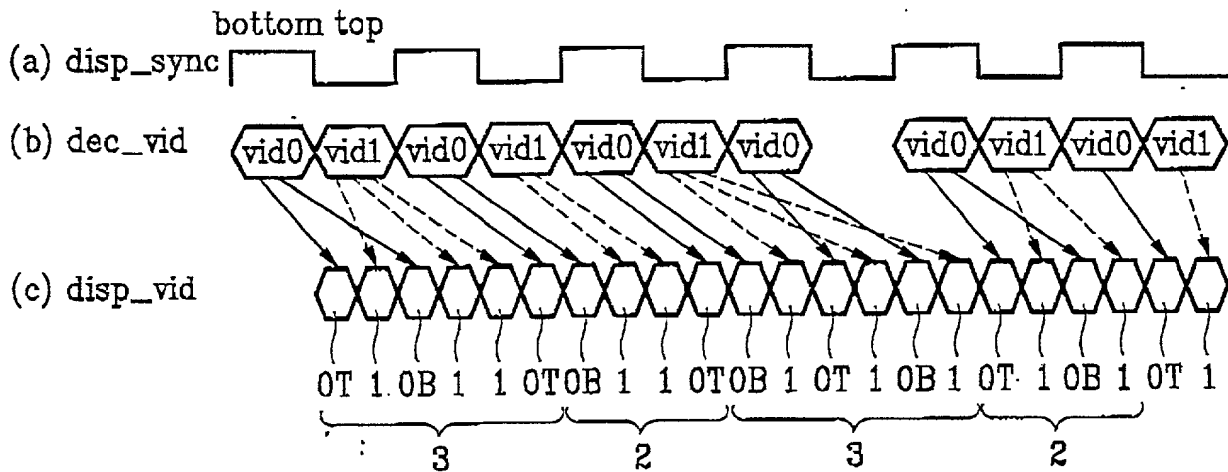 bottom top
(a) disp_sync
(b) dec_vid vid0 vid1 vid0 vid1 vid0 vid1 vid0 vid0 vid1 vid0 vid1
(c) disp_vid
0T 1 0B 1 1 0T 0B 1 1 0T 0B 1 0T 1 0B 1 0T 1 0B 1 0T 1
3 2 3 2